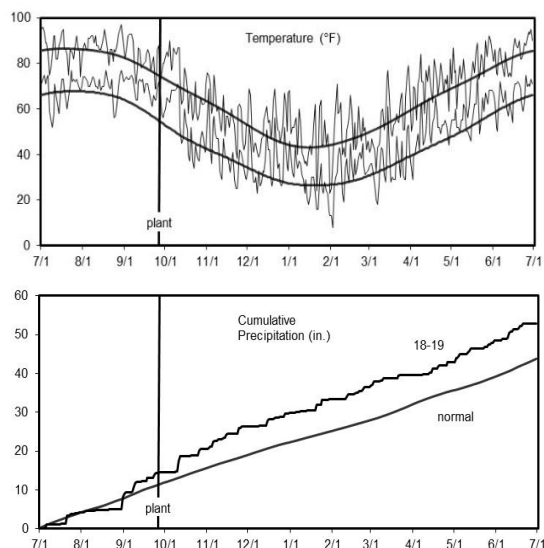 100
Temperature (°F)
80
60
40
20
plant
0
7/1 8/1 9/1 10/1 11/1 12/1 1/1 2/1 3/1 4/1 5/1 6/1 7/1
60
Cumulative
Precipitation (in.)
18-19
50
40
30
normal
20
10
plant
0
7/1 8/1 9/1 10/1 11/1 12/1 1/1 2/1 3/1 4/1 5/1 6/1 7/1